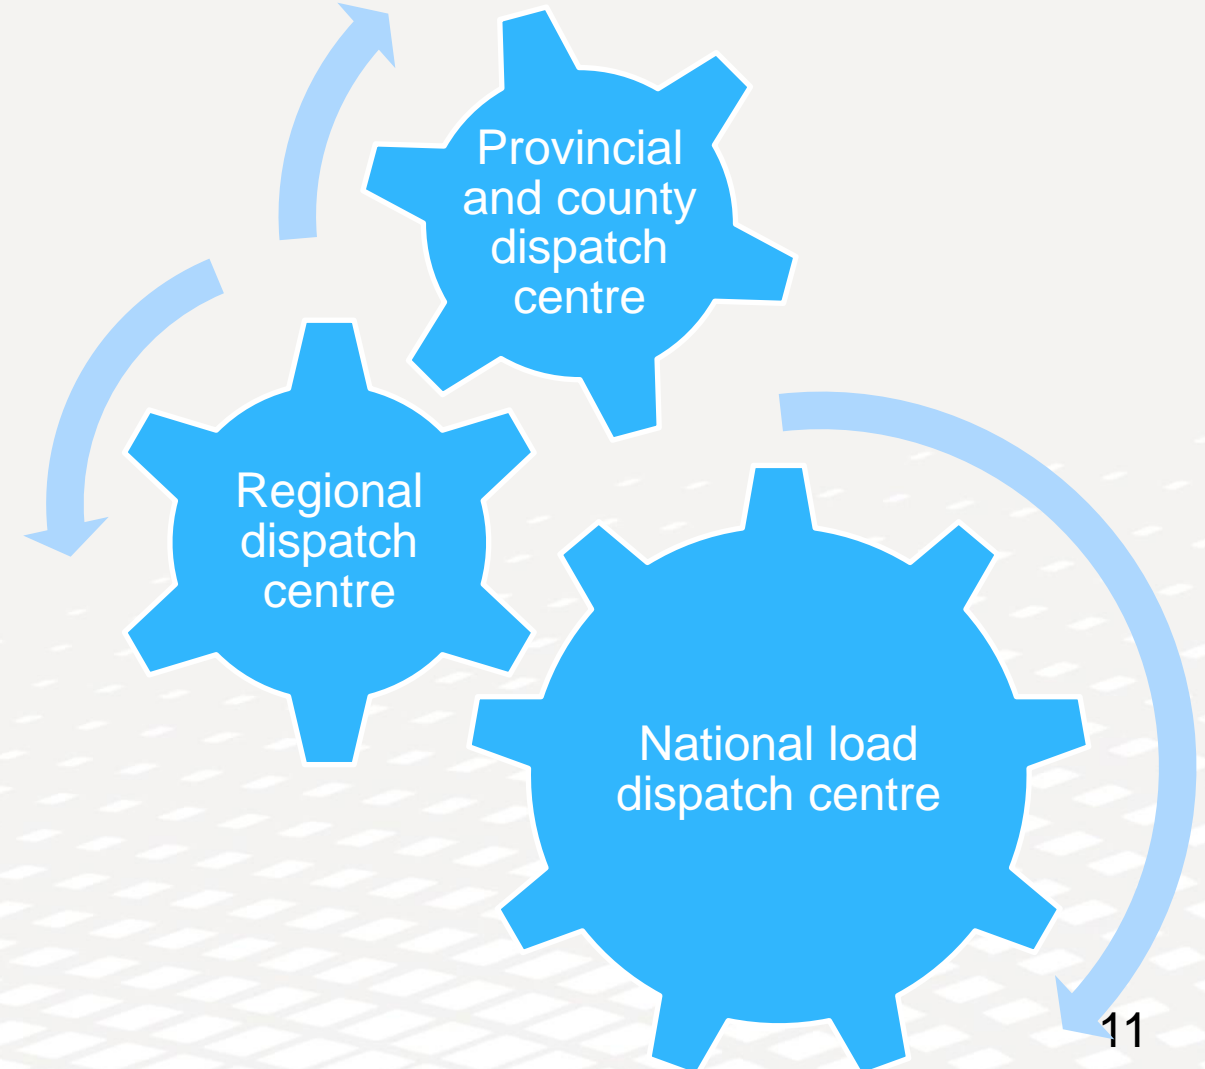 Provincial
and county
dispatch
centre
Regional
dispatch
centre
National load
dispatch centre
11